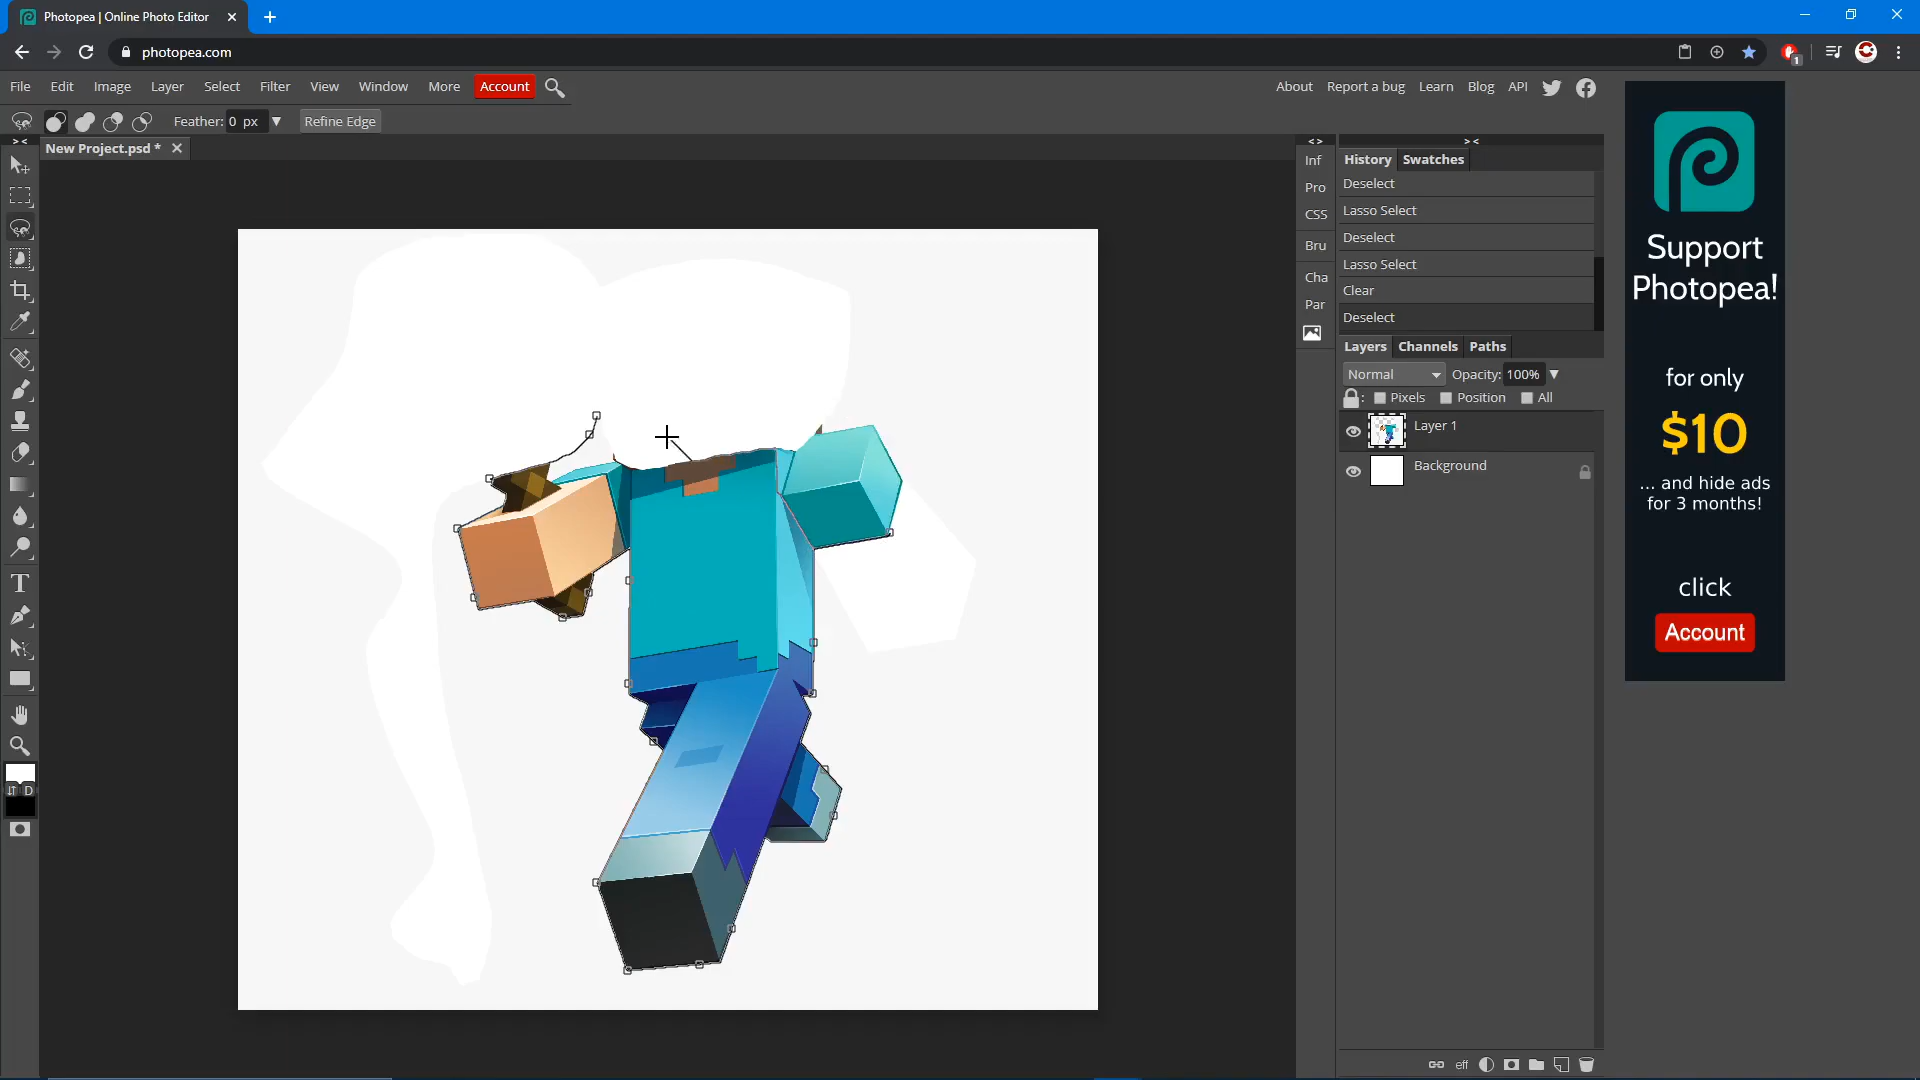 Photopea | Online Photo Editor
photopea.com
1
File Edit Image Layer Select Filter View Window More Account
About Report a bug Learn Blog API
Feather: 0 px Refine Edge
New Project.psd *
Inf
Pro
CSS
Bru
Cha
Par
History Swatches
Deselect
Lasso Select
Deselect
Lasso Select
Clear
Deselect
Layers Channels Paths
Normal Opacity: 100%
: Pixels Position All
Layer 1
Background
eff
D
Support
Photopea!
for only
$10
... and hide ads
for 3 months!
click
Account